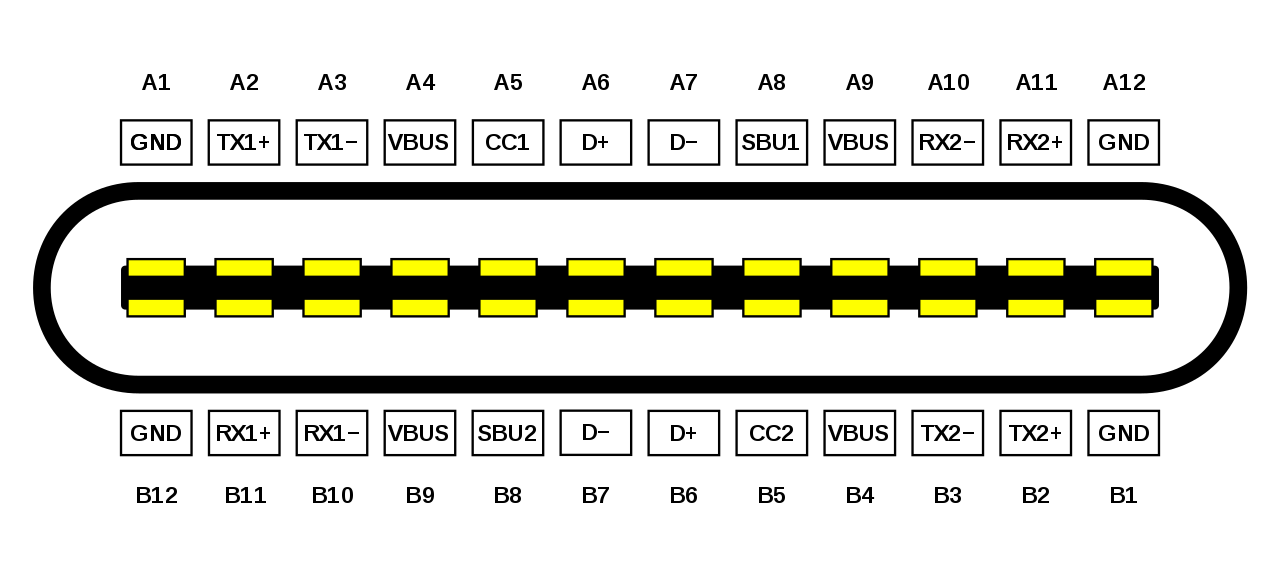 A1 A2 A3 A4 A5 A6 A7 A8 A9 A10 A11 A12
GND TX1+ TX1− VBUS CC1 D+ D− SBU1 VBUS RX2− RX2+ GND
GND RX1+ RX1− VBUS SBU2 D− D+ CC2 VBUS TX2− TX2+ GND
B12 B11 B10 B9 B8 B7 B6 B5 B4 B3 B2 B1